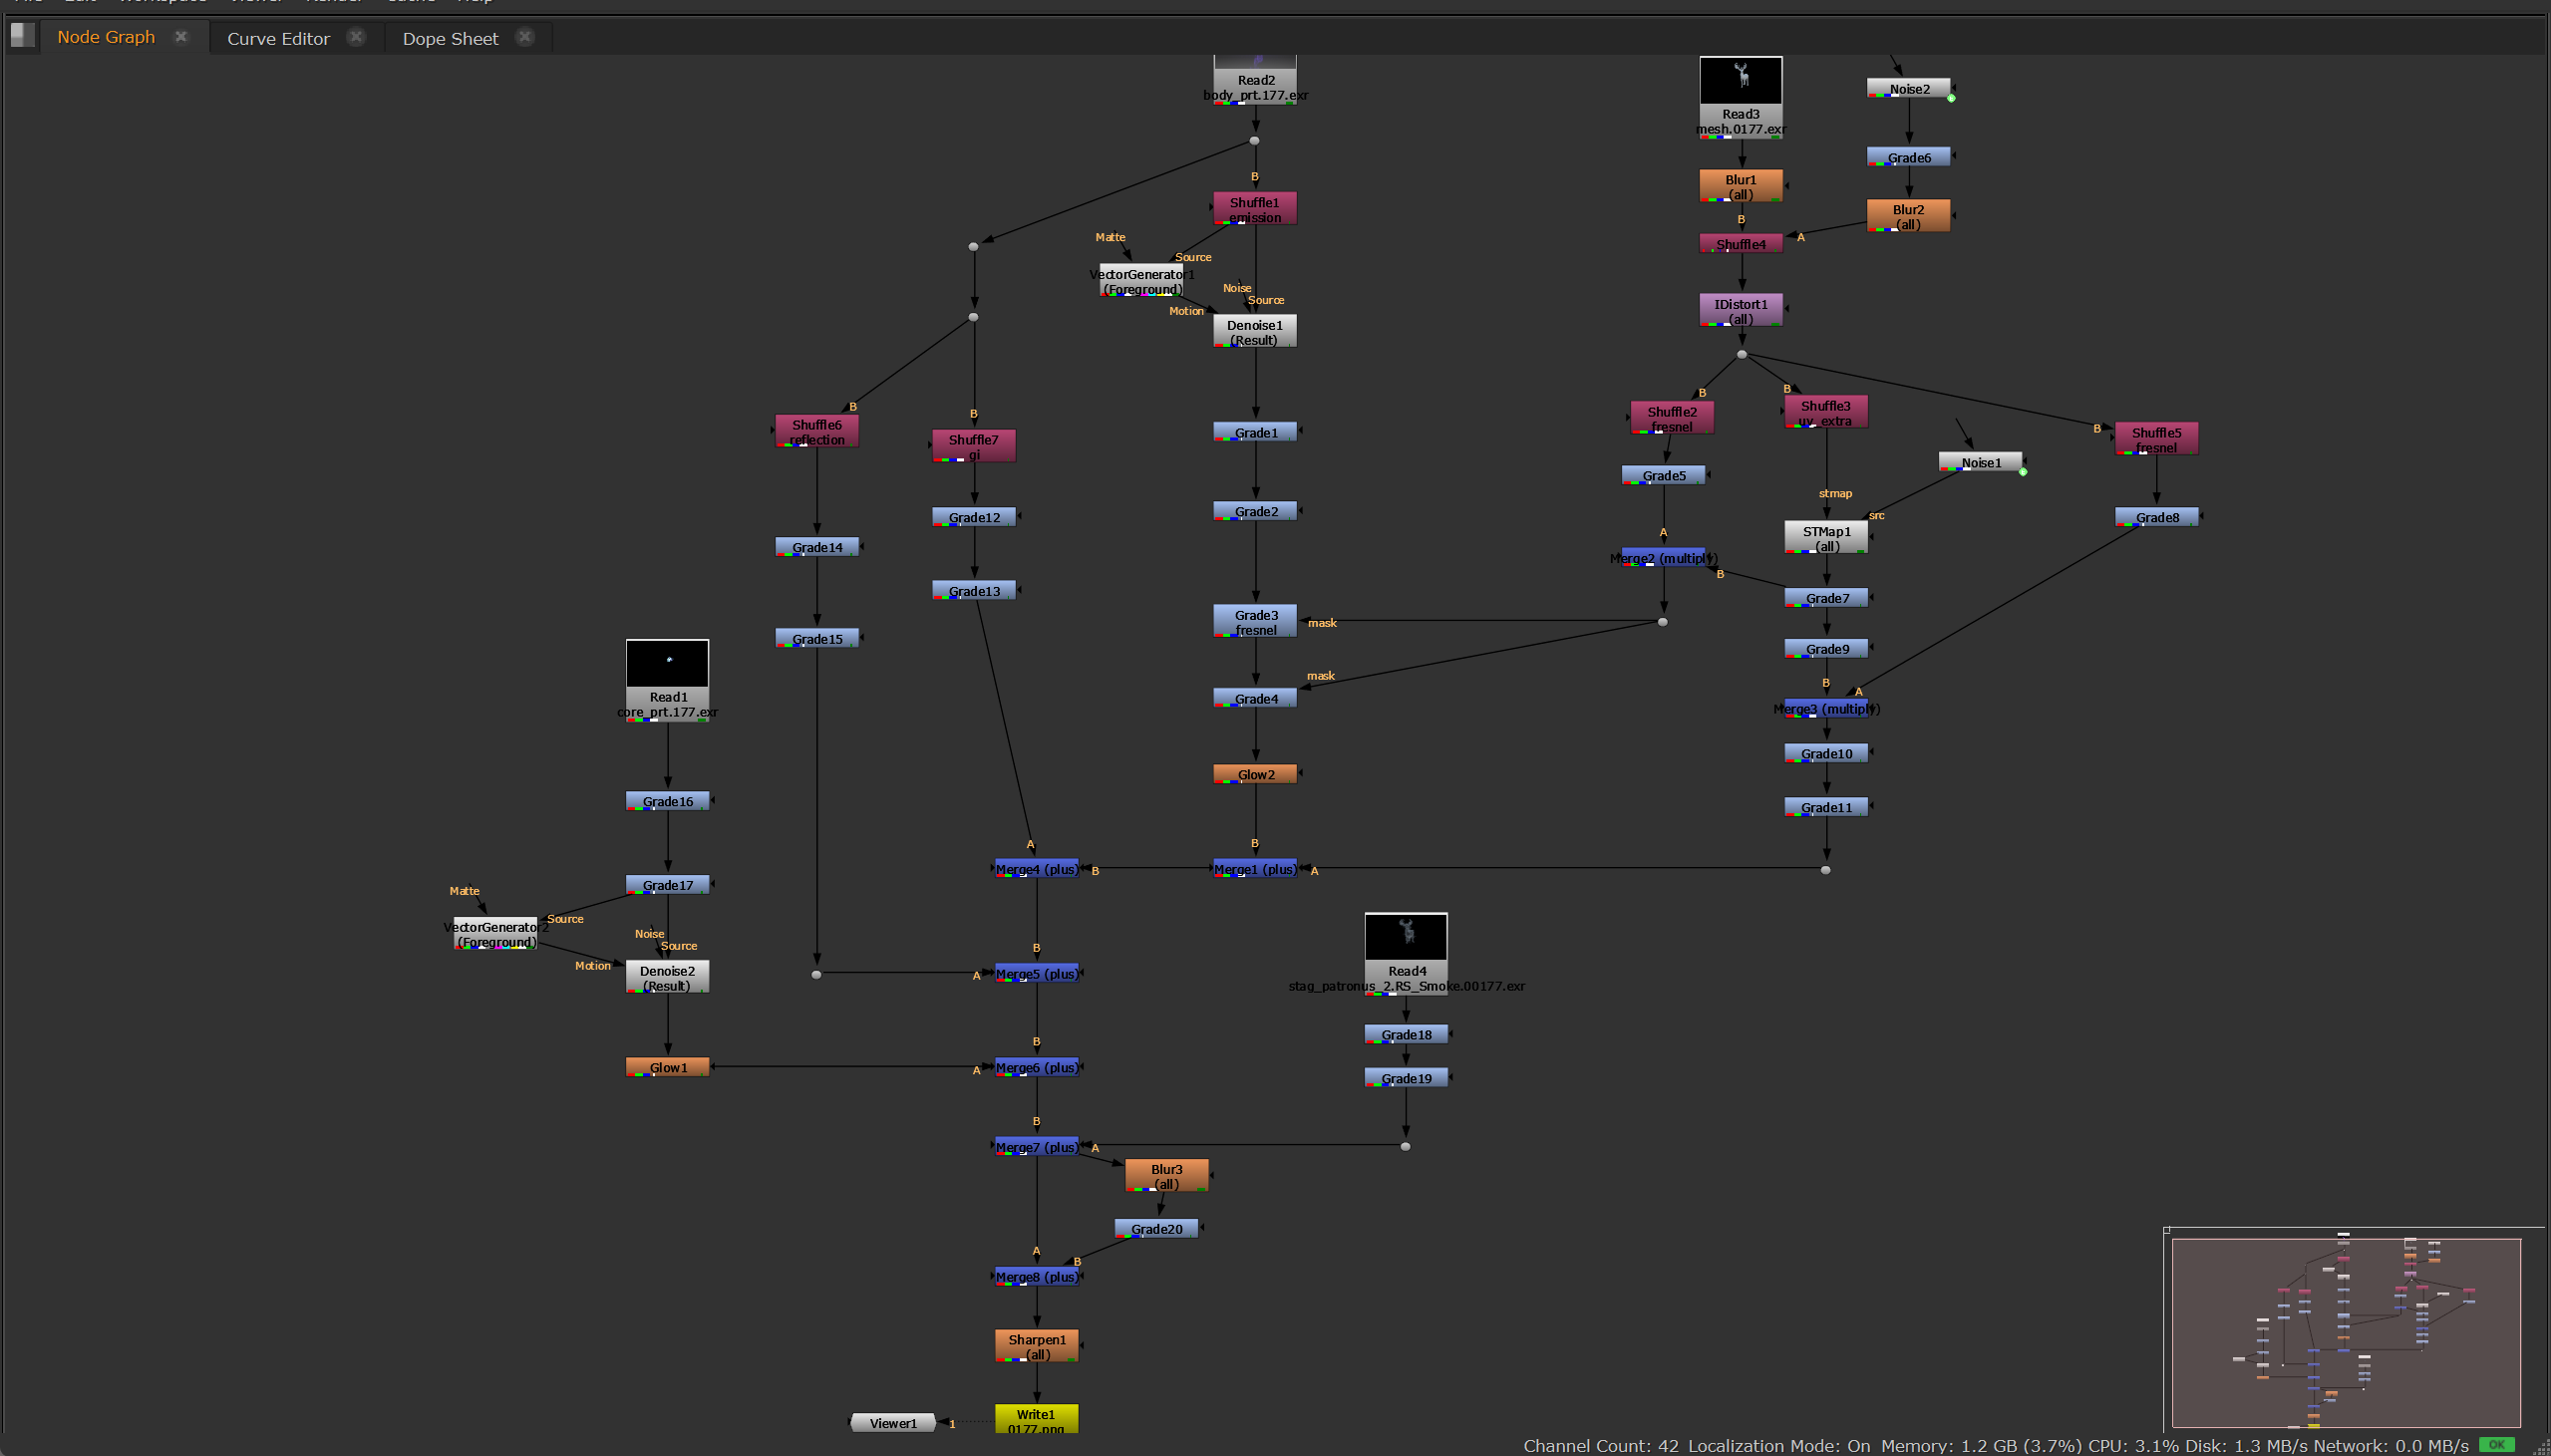 Node Graph
Curve Editor
Dope Sheet
Read2
body_prt.177.exr
Read3
mesh.0177.exr
Noise2
Grade6
B
Blur1
(all)
Shuffle1
emission
Blur2
(all)
B
A
Matte
Shuffle4
Source
VectorGenerator1
(Foreground)
Noise
Source
Motion
IDistort1
(all)
Denoise1
(Result)
B
B
B
B
Shuffle6
reflection
Shuffle7
gi
Grade1
Shuffle2
fresnel
Shuffle3
uv_extra
B
Shuffle5
fresnel
Noise1
Grade5
stmap
src
Grade12
Grade2
Grade8
A
STMap1
(all)
Grade14
Merge2 (multiply)
B
Grade13
Grade7
Grade3
fresnel
mask
Grade15
Grade9
mask
B
A
Read1
core_prt.177.exr
Grade4
Merge3 (multiply)
Grade10
Glow2
Grade16
Grade11
A
B
Merge4 (plus)
B
Merge1 (plus)
A
Grade17
Matte
Source
VectorGenerator2
(Foreground)
Noise
Source
Motion
Denoise2
(Result)
B
A
Merge5 (plus)
Read4
stag_patronus_2.RS_Smoke.00177.exr
Grade18
B
Glow1
A
Merge6 (plus)
Grade19
B
Merge7 (plus)
A
Blur3
(all)
Grade20
A
B
Merge8 (plus)
Sharpen1
(all)
Viewer1
1
Write1
0177.png
Channel Count: 42 Localization Mode: On Memory: 1.2 GB (3.7%) CPU: 3.1% Disk: 1.3 MB/s Network: 0.0 MB/s OK